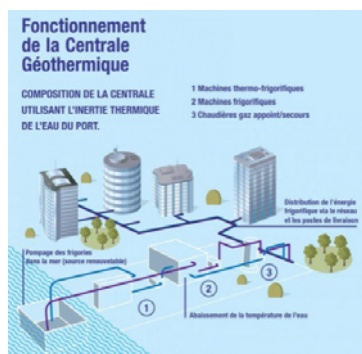 Fonctionnement
de la Centrale
Géothermique
COMPOSITION DE LA CENTRALE
UTILISANT L'INERTIE THERMIQUE
DE L'EAU DU PORT.
1 Machines thermo-frigorifiques
2 Machines frigorifiques
3 Chaudières gaz appoint/secours
Distribution de l'énergie
frigorifique via le réseau
et les postes de livraison
Pompage des frigories
dans la mer (source renouvelable)
1
2
3
Abaissement de la température de l'eau